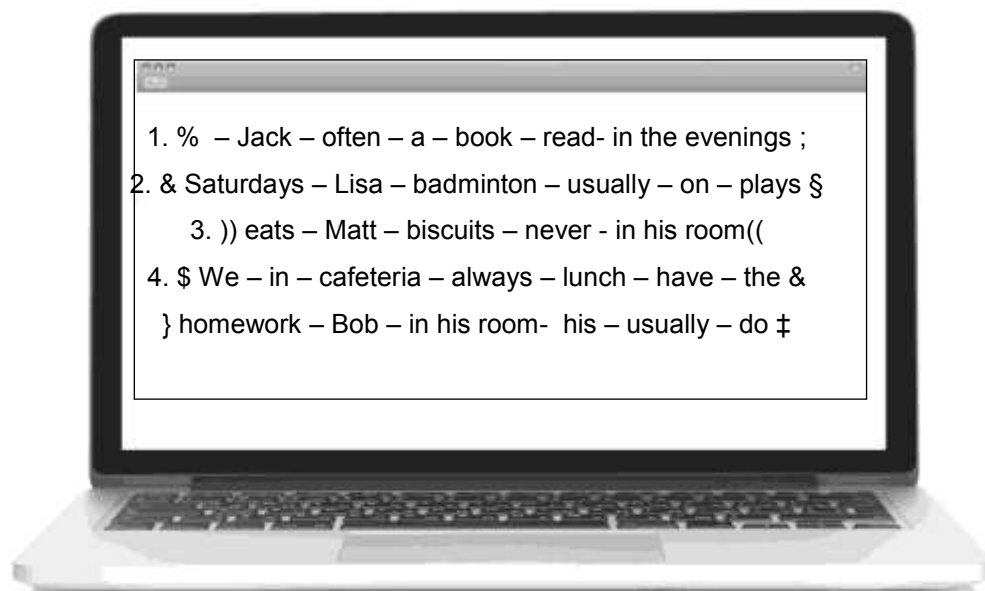 1. % – Jack – often – a – book – read- in the evenings ;
2. & Saturdays – Lisa – badminton – usually – on – plays §
3. )) eats – Matt – biscuits – never - in his room((
4. $ We – in – cafeteria – always – lunch – have – the &
} homework – Bob – in his room- his – usually – do ‡